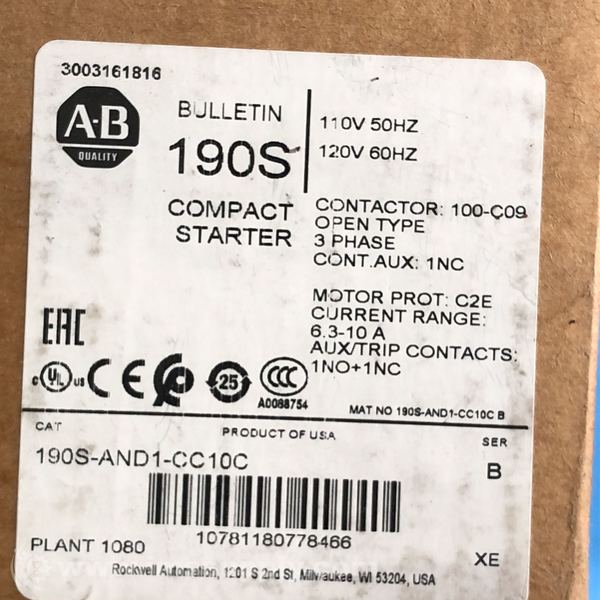 3003161816
A-B
QUALITY
BULLETIN
190S
COMPACT
STARTER
110V 50HZ
120V 60HZ
CONTACTOR: 100-C09
OPEN TYPE
3 PHASE
CONT.AUX: 1NC
MOTOR PROT: C2E
CURRENT RANGE:
6.3-10 A
AUX/TRIP CONTACTS:
1NO+1NC
EAC
c UL us CE 25 CCC
A0088754
MAT NO 190S-AND1-CC10C B
CAT
PRODUCT OF USA
SER
190S-AND1-CC10C
B
10781180778466
PLANT 1080
XE
Rockwell Automation, 1201 S 2nd St, Milwaukee, WI 53204, USA